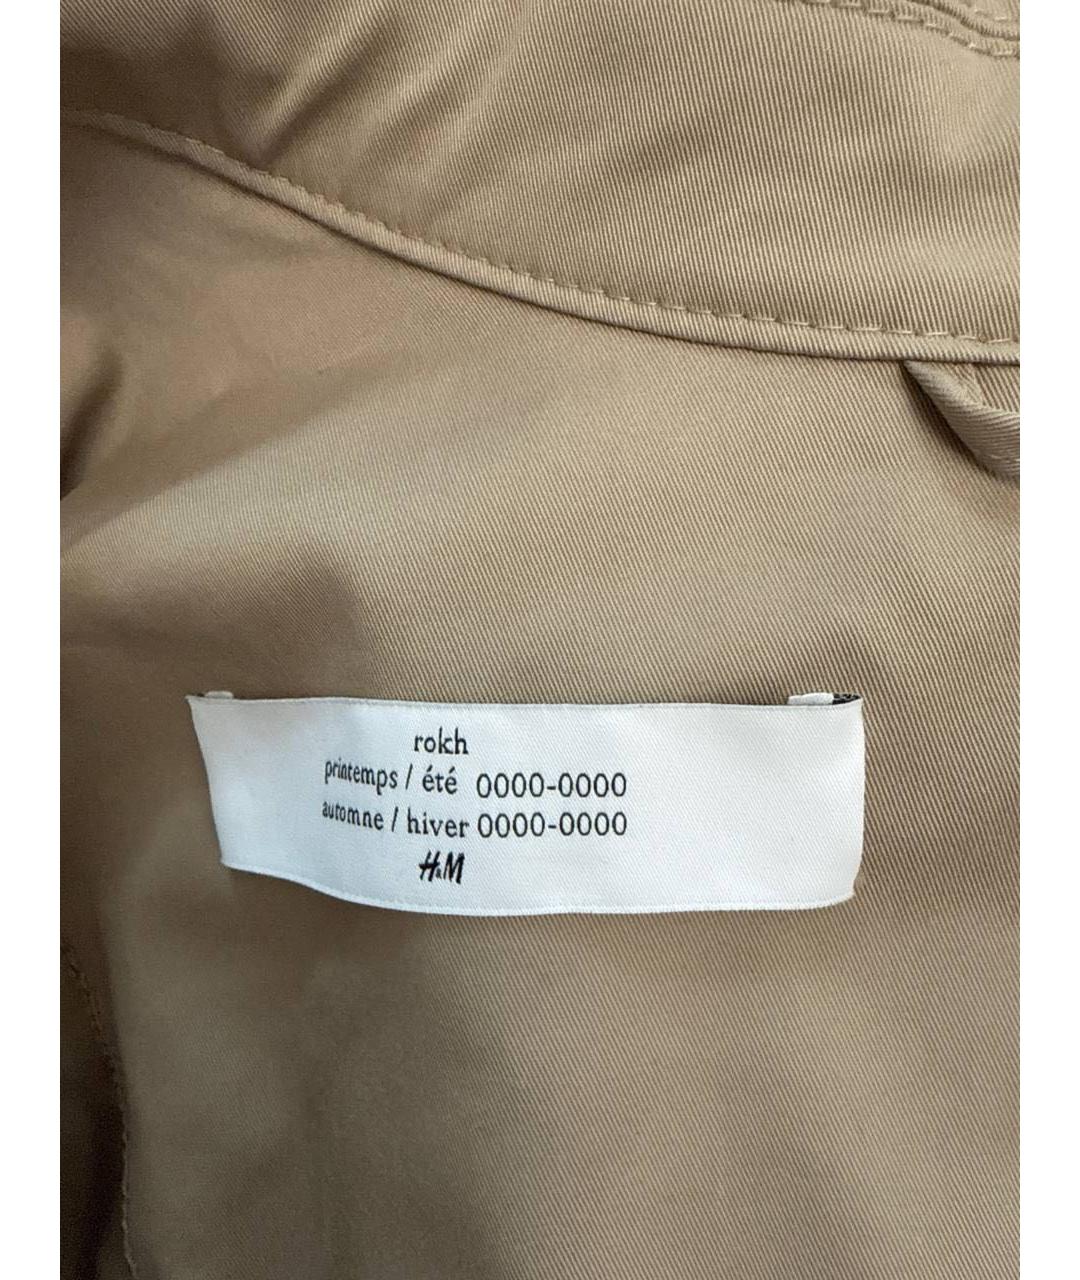 rokh
printemps / été 0000-0000
automne / hiver 0000-0000
H&M